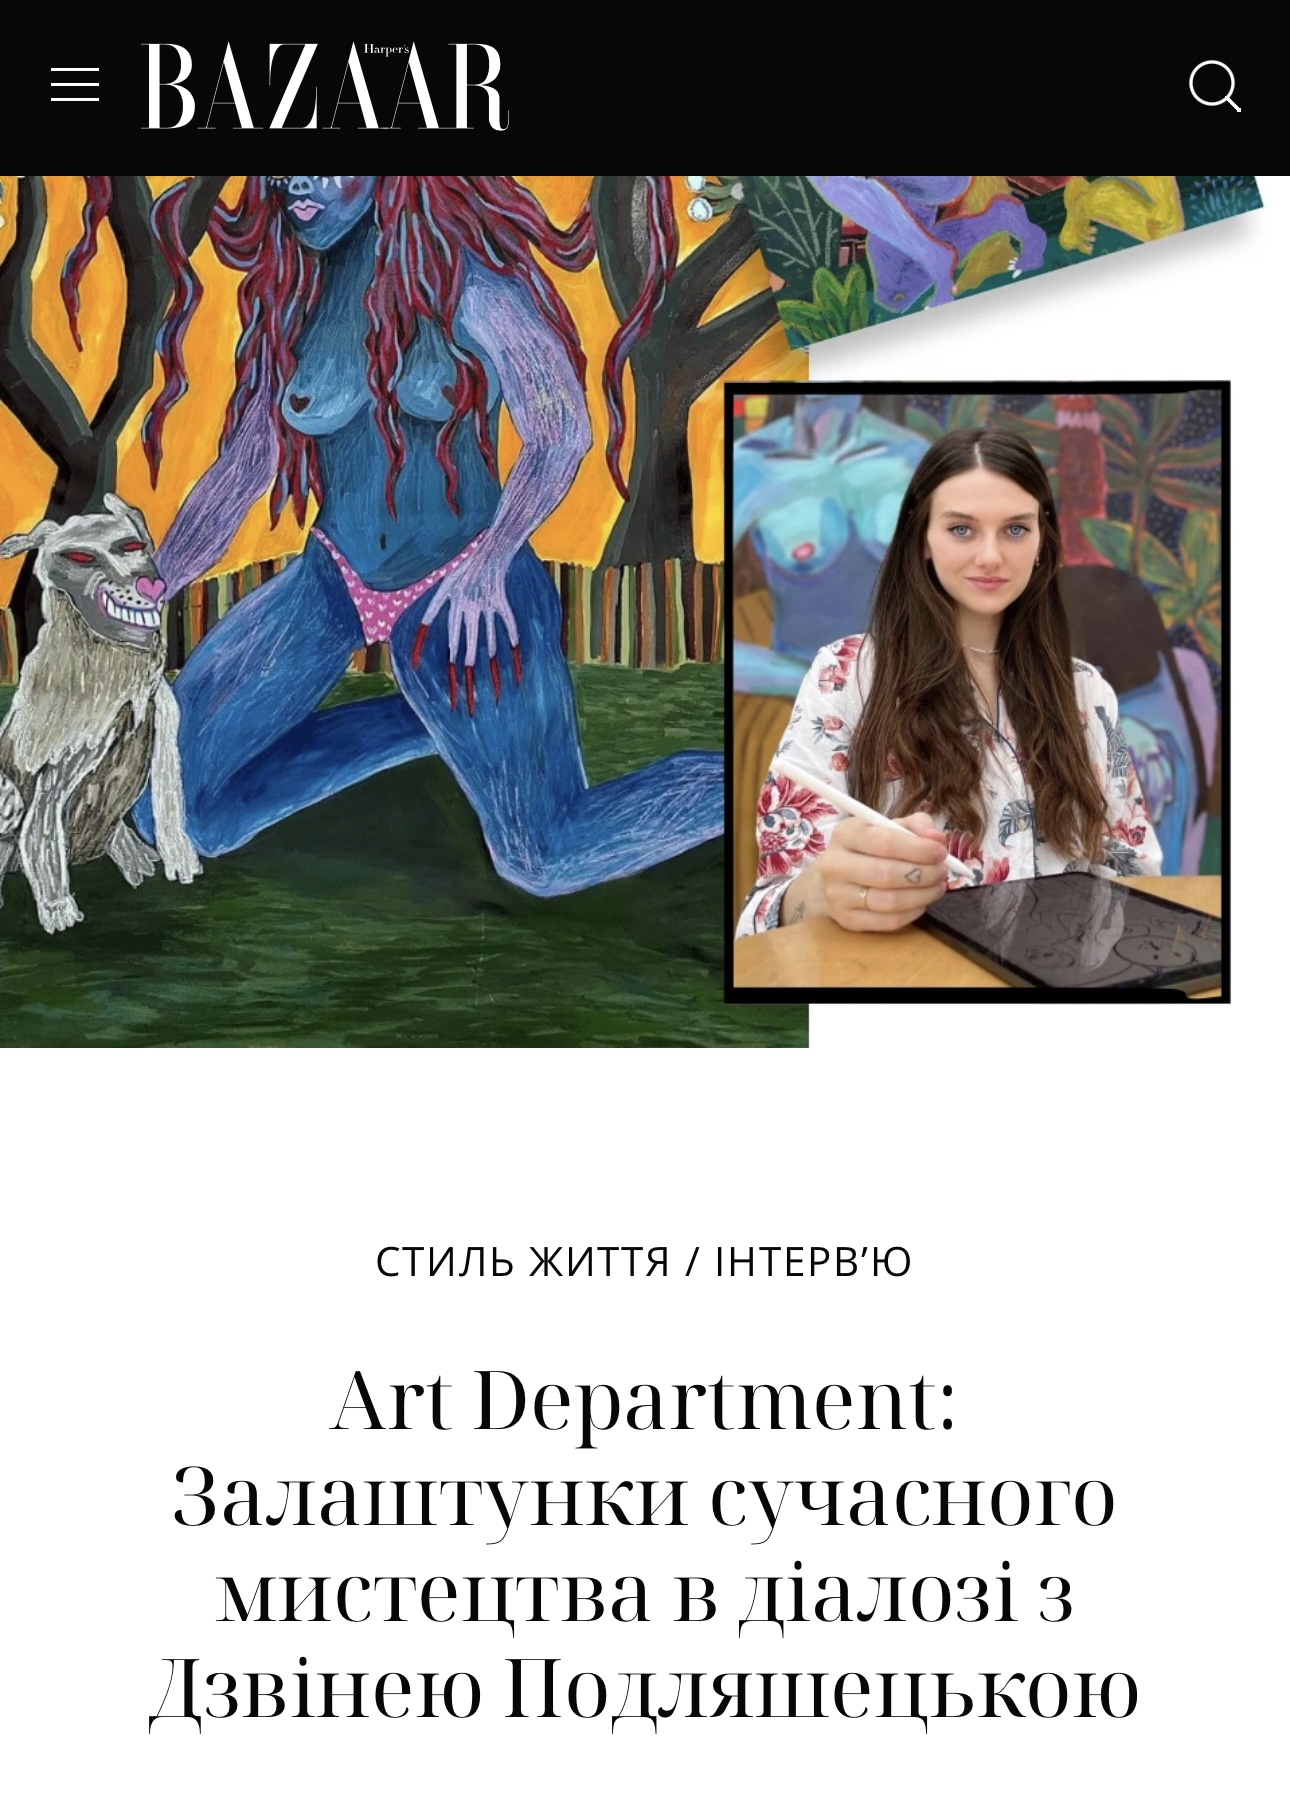 Harper's
BAZAAR
СТИЛЬ ЖИТТЯ / ІНТЕРВ’Ю
Art Department:
Залаштунки сучасного
мистецтва в діалозі з
Дзвінею Подляшецькою